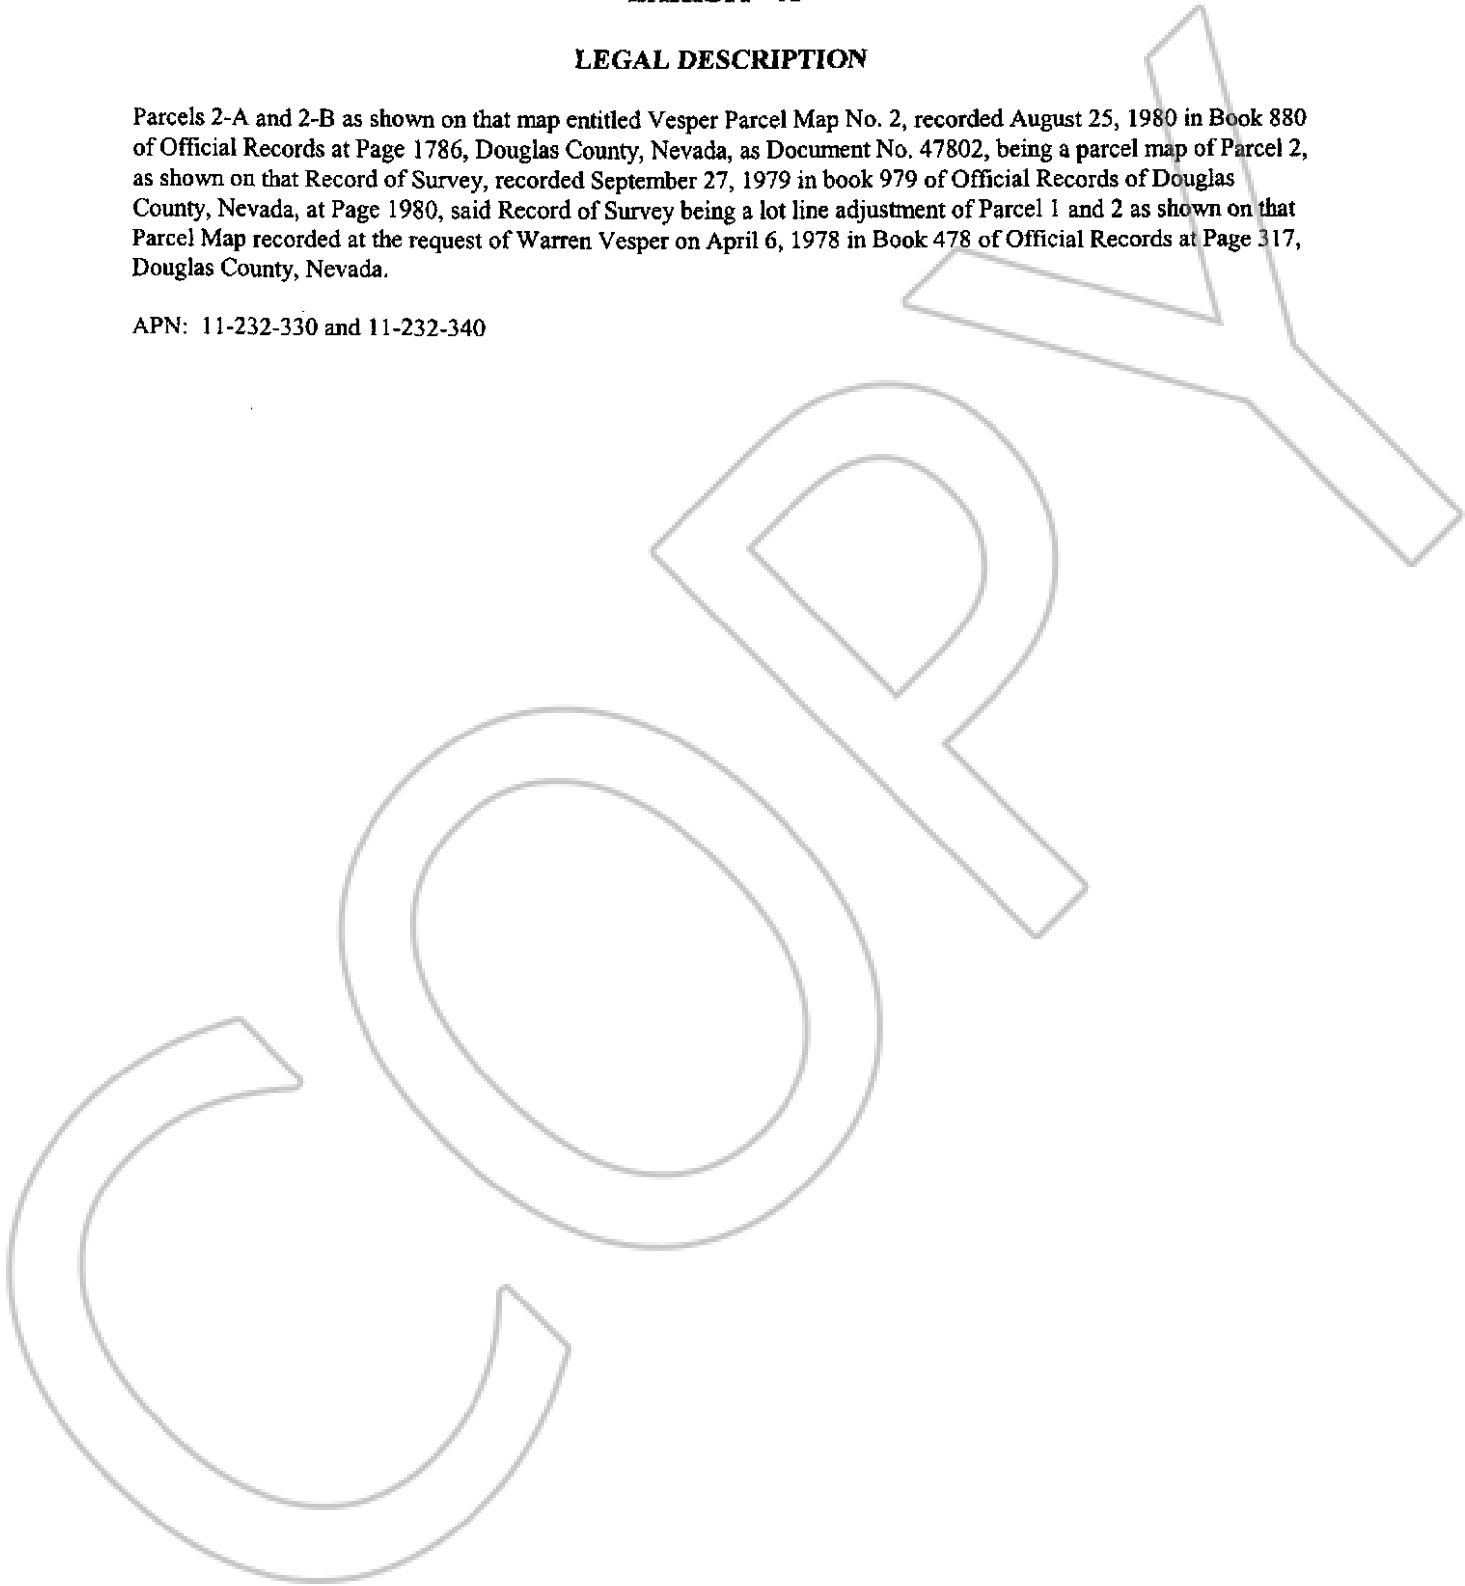 LEGAL DESCRIPTION
Parcels 2-A and 2-B as shown on that map entitled Vesper Parcel Map No. 2, recorded August 25, 1980 in Book 880
of Official Records at Page 1786, Douglas County, Nevada, as Document No. 47802, being a parcel map of Parcel 2,
as shown on that Record of Survey, recorded September 27, 1979 in book 979 of Official Records of Douglas
County, Nevada, at Page 1980, said Record of Survey being a lot line adjustment of Parcel 1 and 2 as shown on that
Parcel Map recorded at the request of Warren Vesper on April 6, 1978 in Book 478 of Official Records at Page 317,
Douglas County, Nevada.
APN: 11-232-330 and 11-232-340
COPY